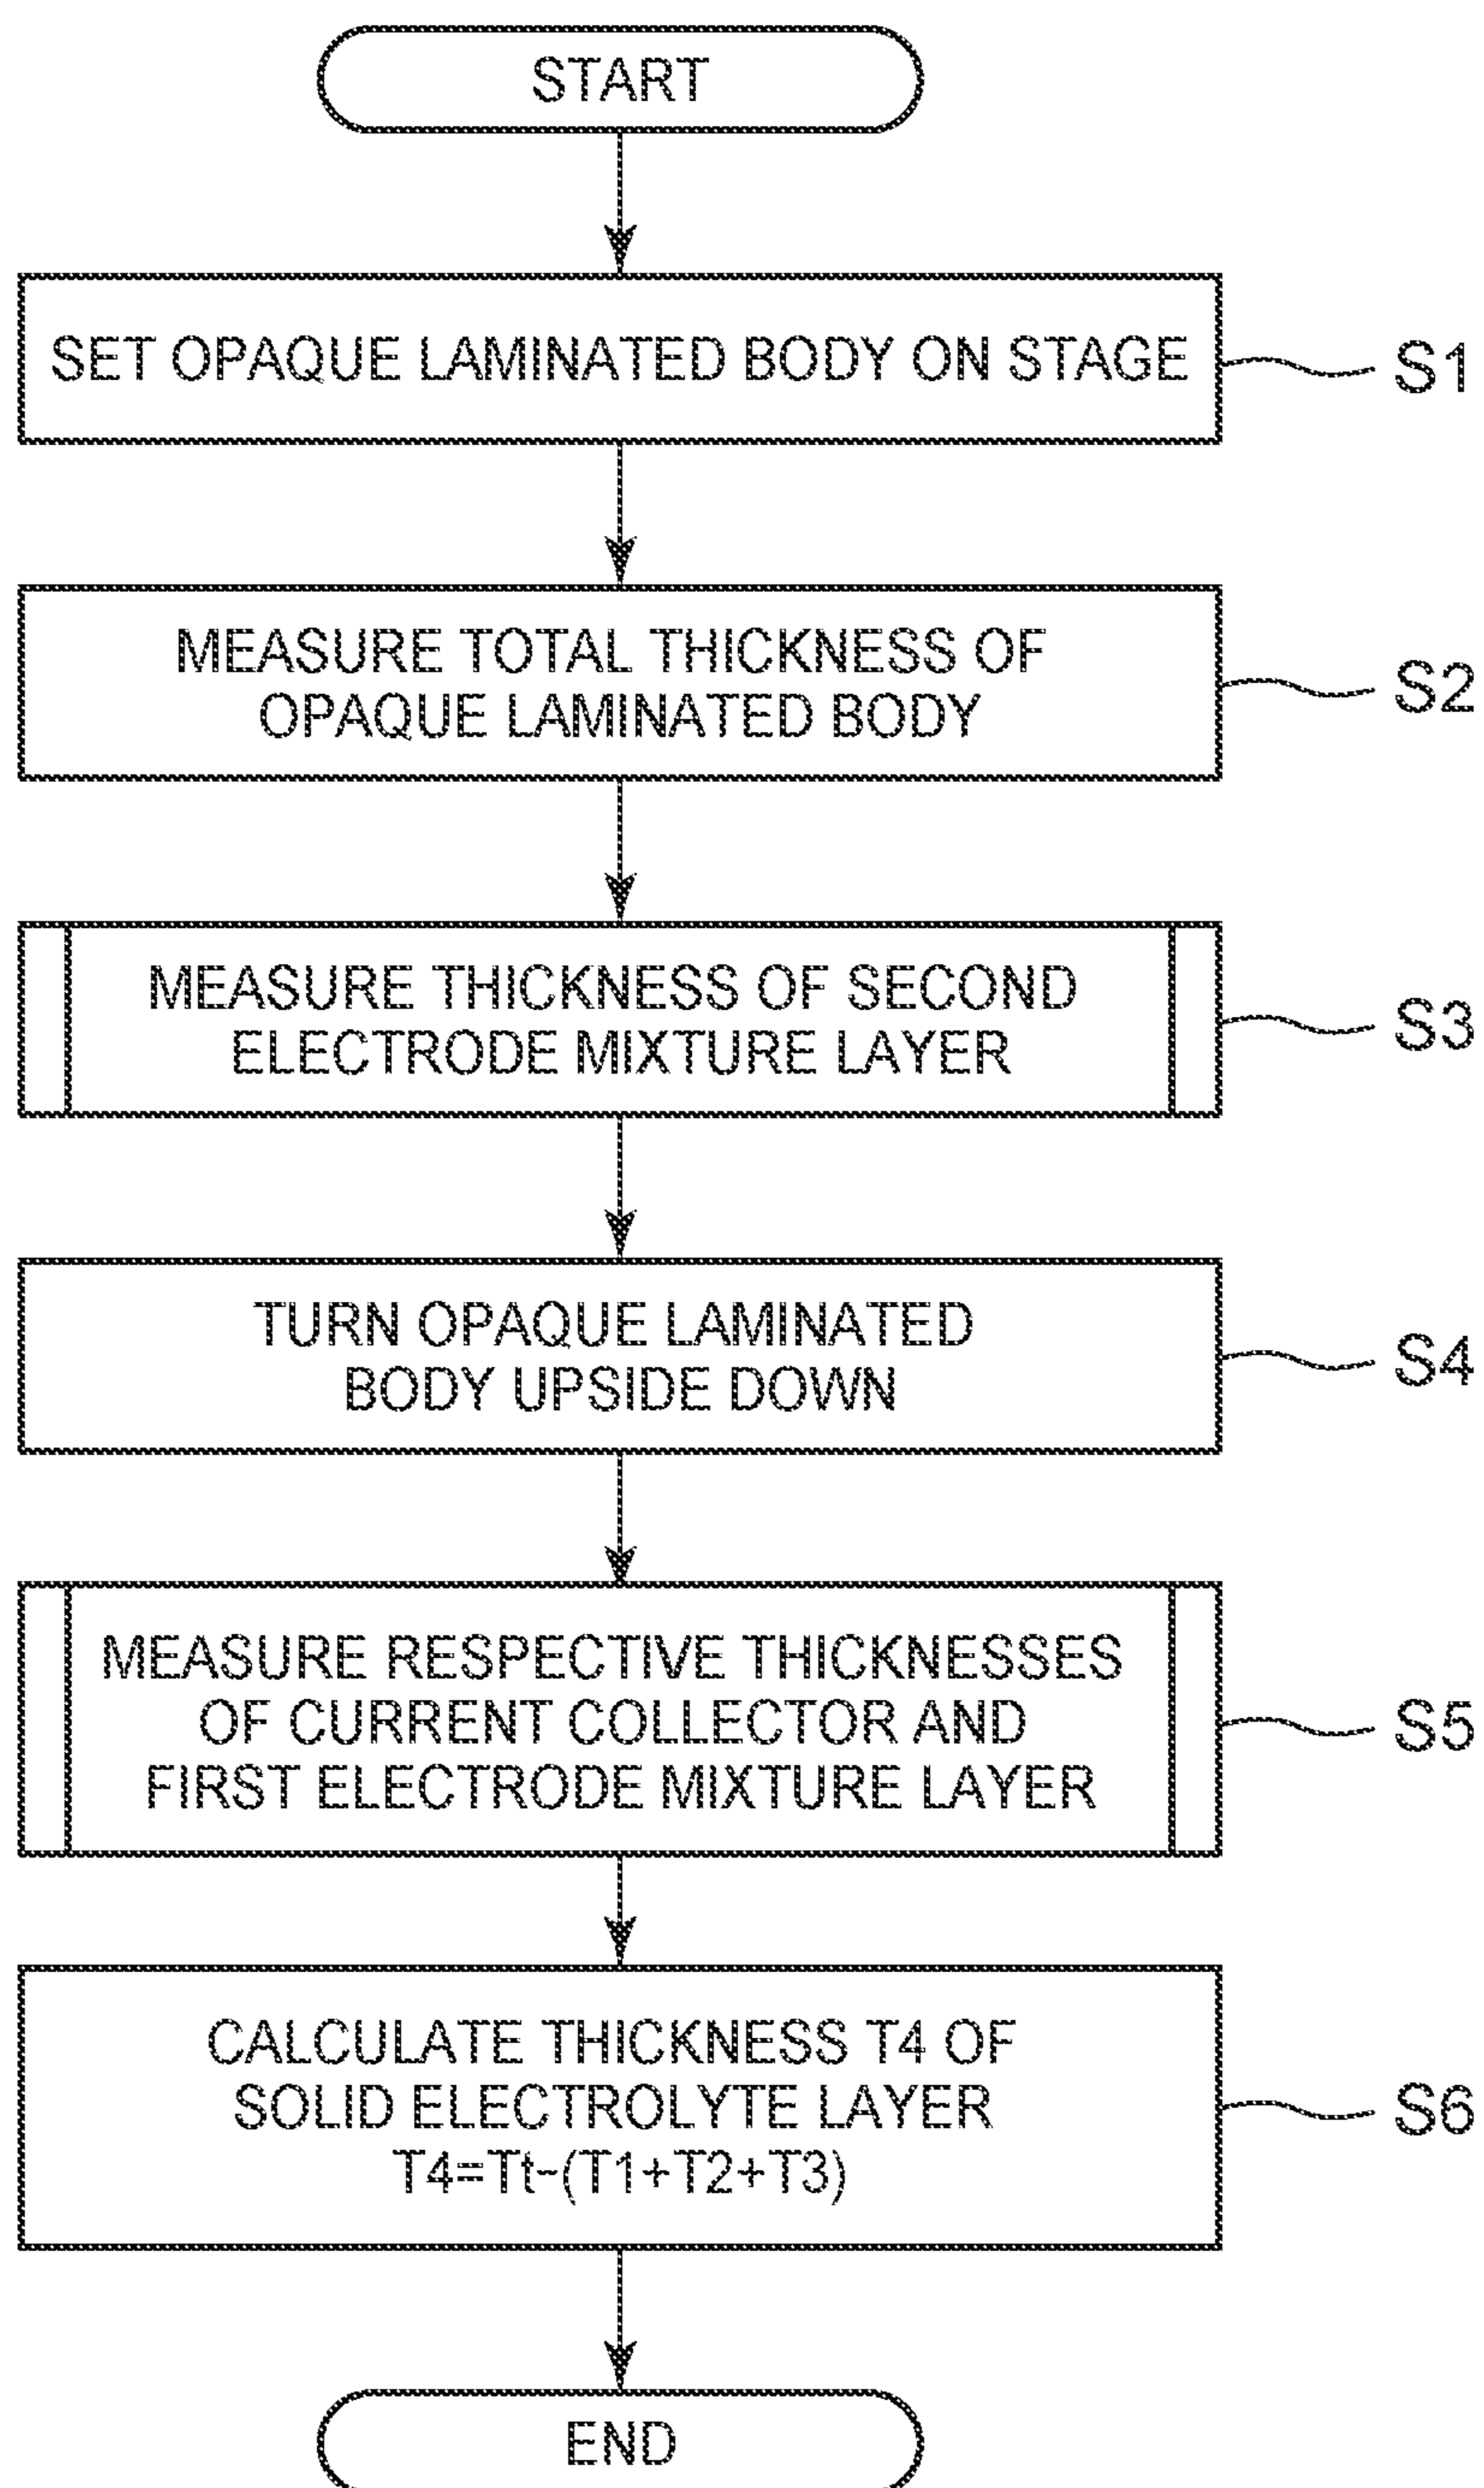 START
SET OPAQUE LAMINATED BODY ON STAGE
S1
MEASURE TOTAL THICKNESS OF
OPAQUE LAMINATED BODY
S2
MEASURE THICKNESS OF SECOND
ELECTRODE MIXTURE LAYER
S3
TURN OPAQUE LAMINATED
BODY UPSIDE DOWN
S4
MEASURE RESPECTIVE THICKNESSES
OF CURRENT COLLECTOR AND
FIRST ELECTRODE MIXTURE LAYER
S5
CALCULATE THICKNESS T4 OF
SOLID ELECTROLYTE LAYER
T4=Tt-(T1+T2+T3)
S6
END